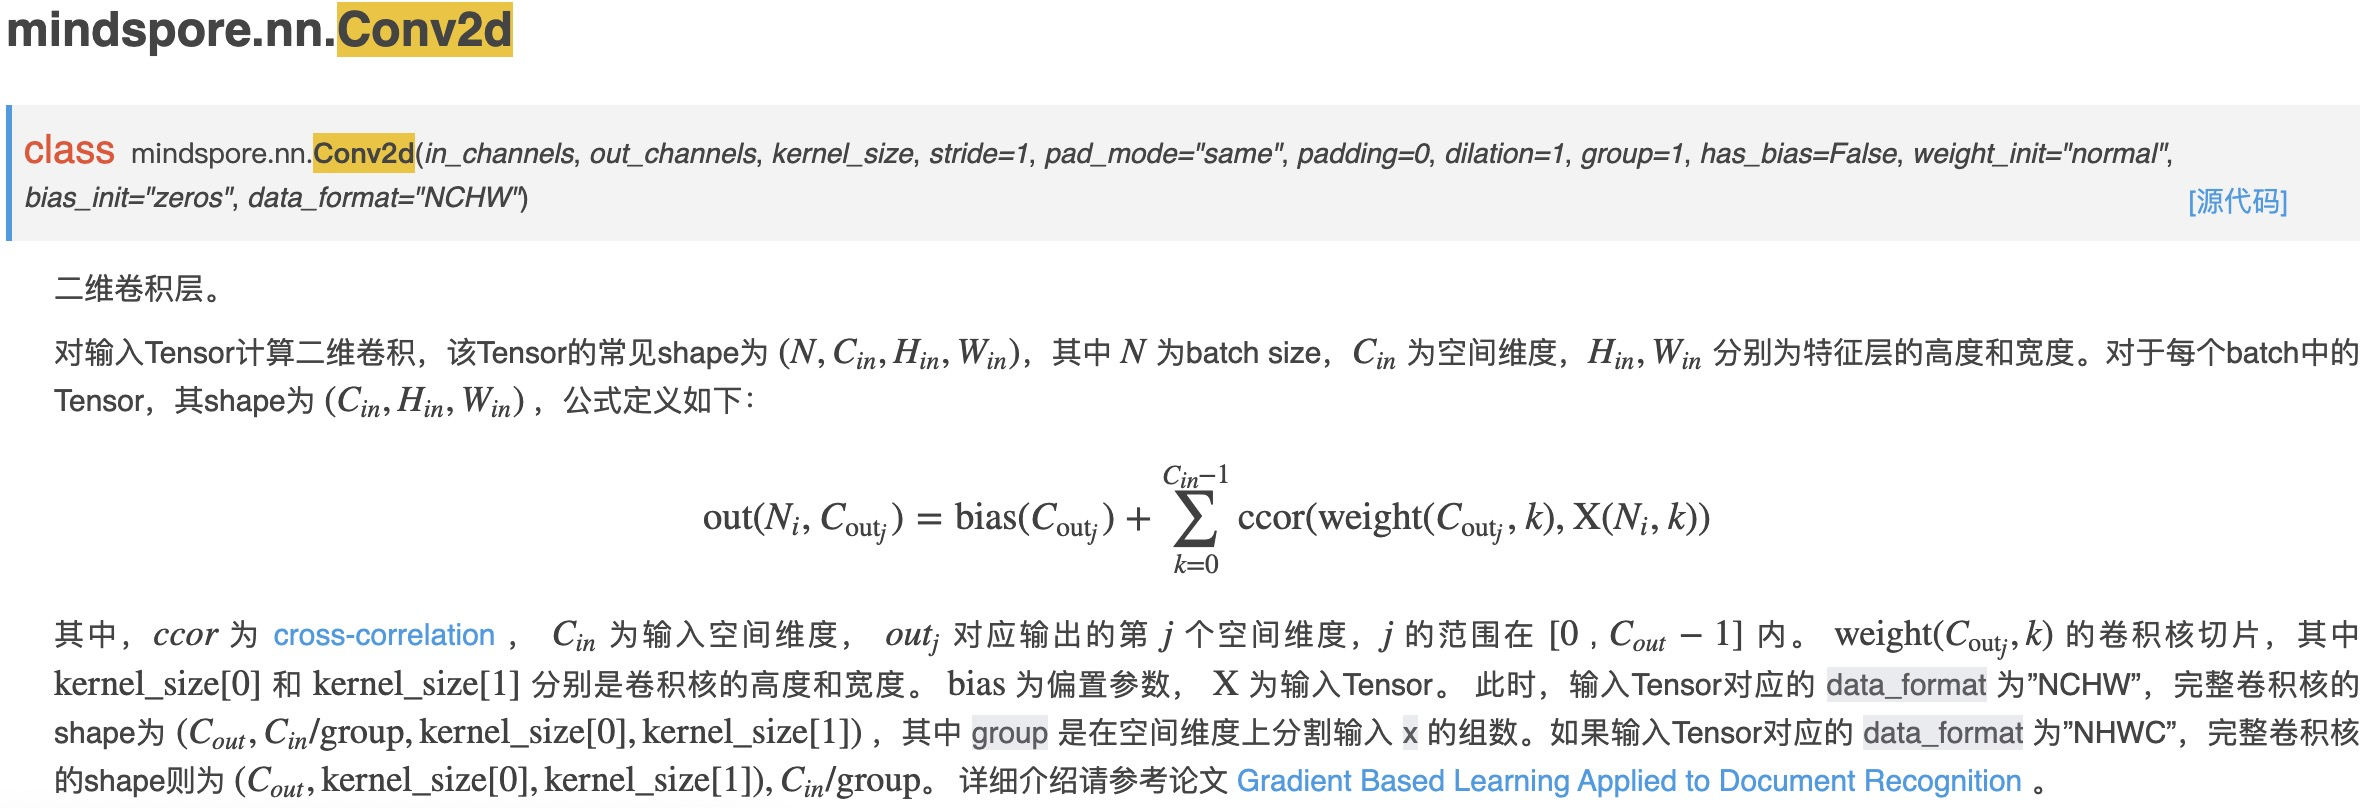 mindspore.nn.Conv2d
class mindspore.nn.Conv2d(in_channels, out_channels, kernel_size, stride=1, pad_mode="same", padding=0, dilation=1, group=1, has_bias=False, weight_init="normal",
bias_init="zeros", data_format="NCHW") [源代码]
二维卷积层。
对输入Tensor计算二维卷积，该Tensor的常见shape为 (N, C_in, H_in, W_in)，其中 N 为batch size，C_in 为空间维度，H_in, W_in 分别为特征层的高度和宽度。对于每个batch中的
Tensor，其shape为 (C_in, H_in, W_in) ，公式定义如下：
out(N_i, C_out_j) = bias(C_out_j) + ∑_{k=0}^{C_in−1} ccor(weight(C_out_j, k), X(N_i, k))
其中，ccor 为 cross-correlation ， C_in 为输入空间维度， out_j 对应输出的第 j 个空间维度，j 的范围在 [0 , C_out − 1] 内。 weight(C_out_j, k) 的卷积核切片，其中
kernel_size[0] 和 kernel_size[1] 分别是卷积核的高度和宽度。 bias 为偏置参数， X 为输入Tensor。 此时，输入Tensor对应的 data_format 为”NCHW”，完整卷积核的
shape为 (C_out, C_in/group, kernel_size[0], kernel_size[1]) ，其中 group 是在空间维度上分割输入 x 的组数。如果输入Tensor对应的 data_format 为”NHWC”，完整卷积核
的shape则为 (C_out, kernel_size[0], kernel_size[1]), C_in/group。 详细介绍请参考论文 Gradient Based Learning Applied to Document Recognition 。